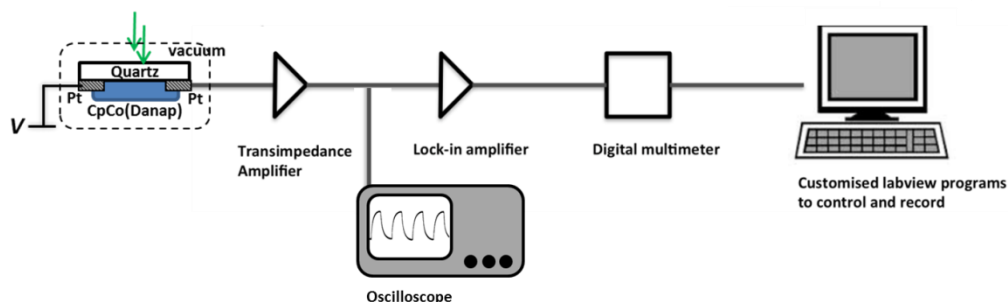 vacuum
Quartz
Pt
Pt
CpCo(Danap)
V
Transimpedance
Amplifier
Lock-in amplifier
Digital multimeter
Customised labview programs
to control and record
Oscilloscope